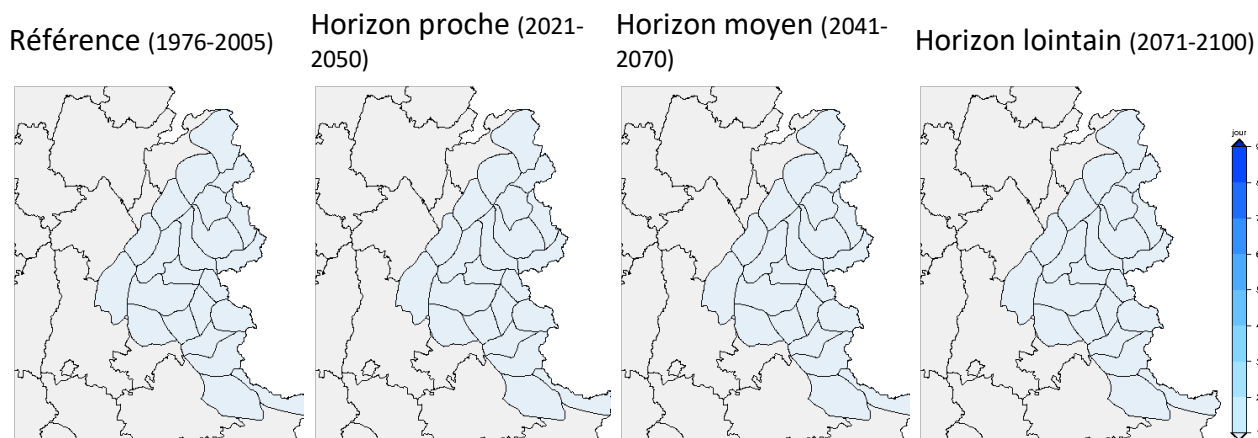 Référence (1976-2005)
Horizon proche (2021-
2050)
Horizon moyen (2041-
2070)
Horizon lointain (2071-2100)
jour